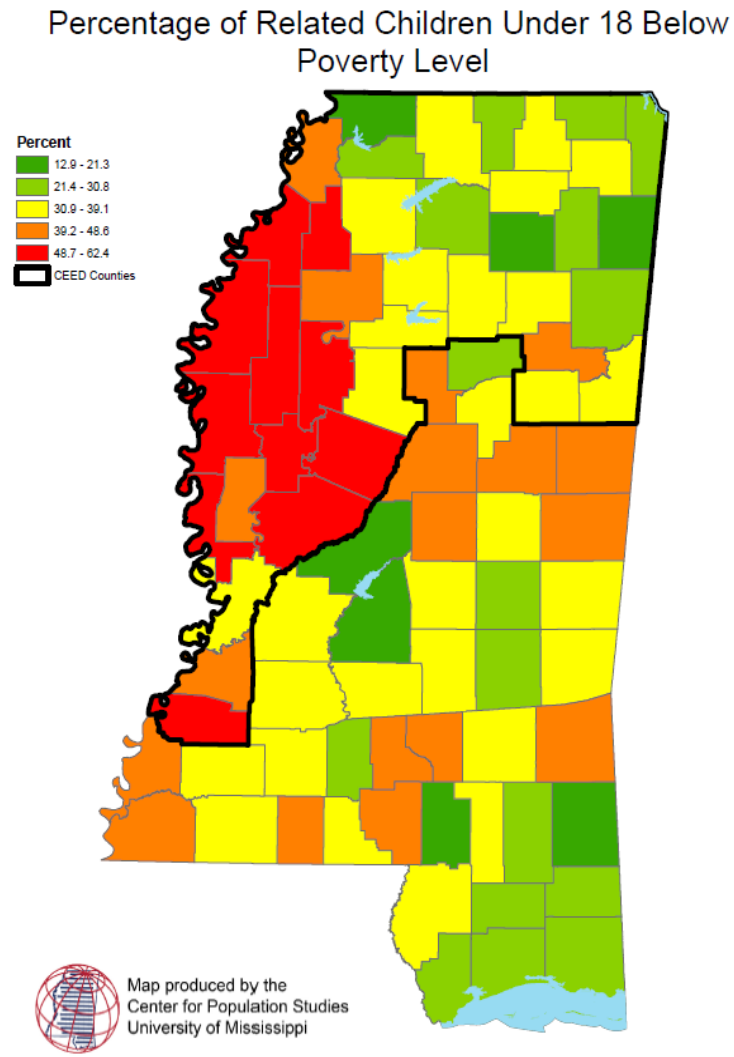 Percentage of Related Children Under 18 Below
Poverty Level
Percent
12.9 - 21.3
21.4 - 30.8
30.9 - 39.1
39.2 - 48.6
48.7 - 62.4
CEED Counties
Map produced by the
Center for Population Studies
University of Mississippi